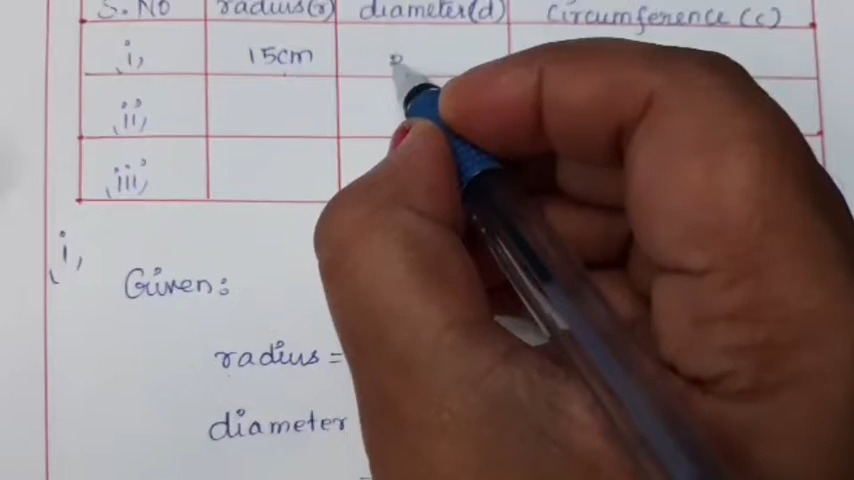 S. No radius(r) diameter(d) circumference (c)
i, 15cm
ii,
iii,
i,
Given:
radius =
diameter